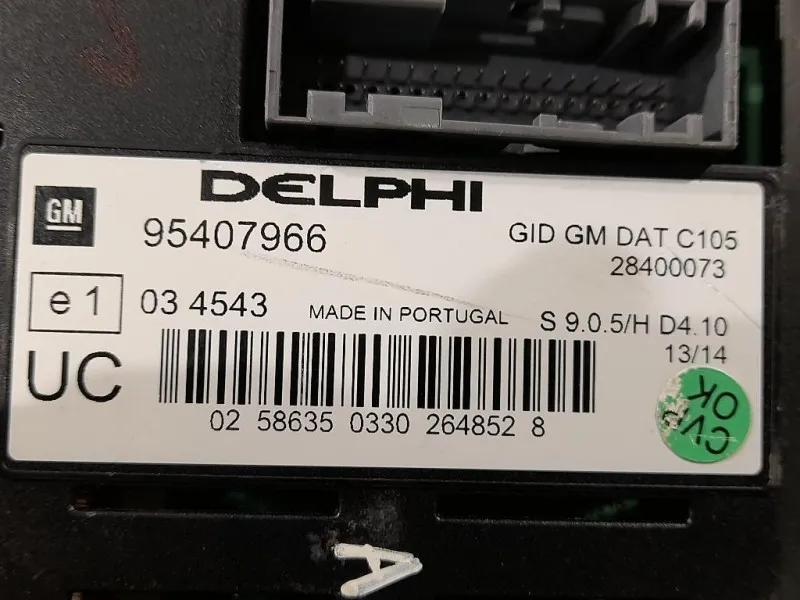 DELPHI
GM
95407966
GID GM DAT C105
28400073
e 1
03 4543
MADE IN PORTUGAL
S 9.0.5/H D4.10
13/14
UC
02 58635 0330 264852 8
OK
A